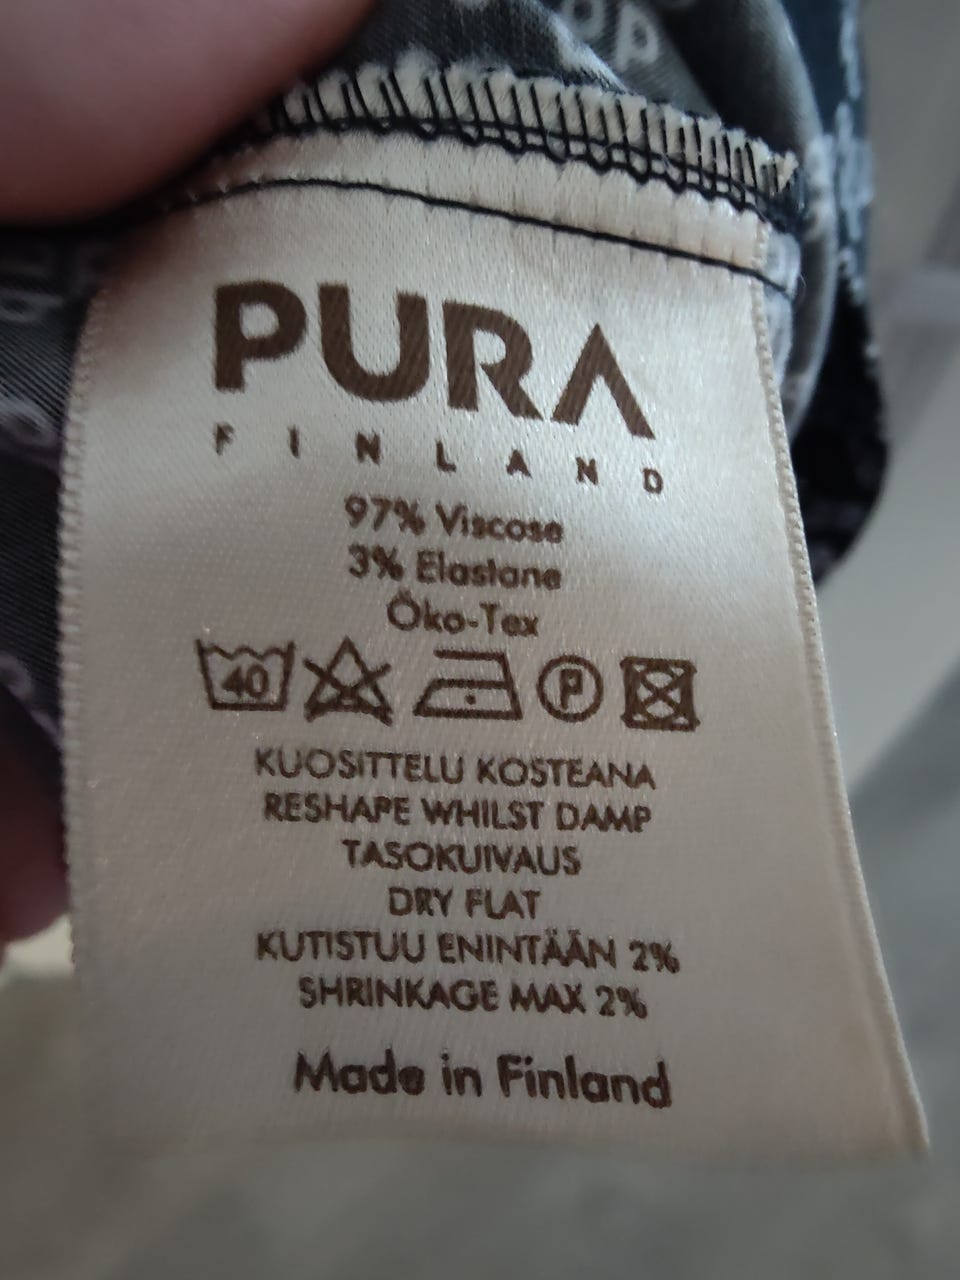 PURA
FINLAND
97% Viscose
3% Elastane
Öko-Tex
40 P
KUOSITTELU KOSTEANA
RESHAPE WHILST DAMP
TASOKUIVAUS
DRY FLAT
KUTISTUU ENINTÄÄN 2%
SHRINKAGE MAX 2%
Made in Finland